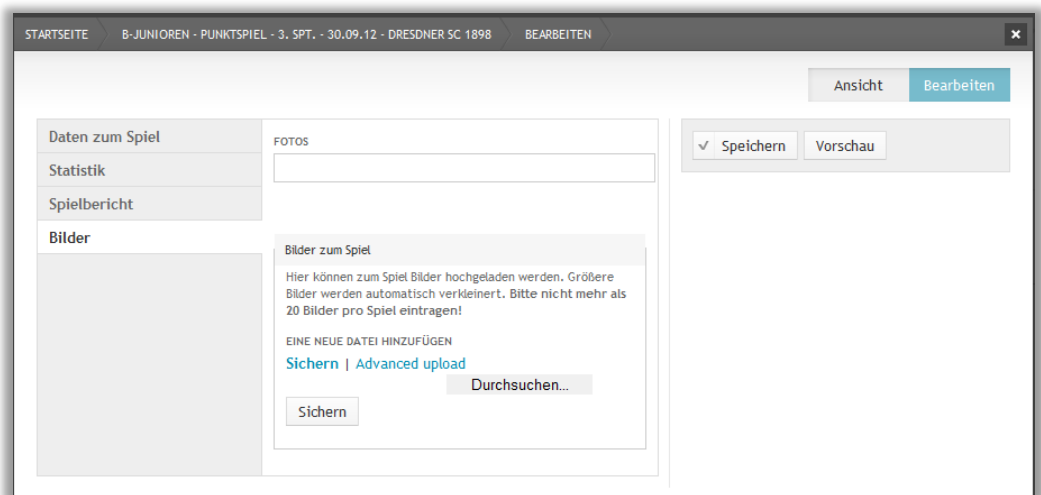 STARTSEITE B-JUNIOREN - PUNKTSPIEL - 3. SPT. - 30.09.12 - DRESDNER SC 1898 BEARBEITEN
Ansicht Bearbeiten
Daten zum Spiel
Statistik
Spielbericht
Bilder
FOTOS
Bilder zum Spiel
Hier können zum Spiel Bilder hochgeladen werden. Größere
Bilder werden automatisch verkleinert. Bitte nicht mehr als
20 Bilder pro Spiel eintragen!
EINE NEUE DATEI HINZUFÜGEN
Sichern | Advanced upload
Durchsuchen...
Sichern
Speichern Vorschau